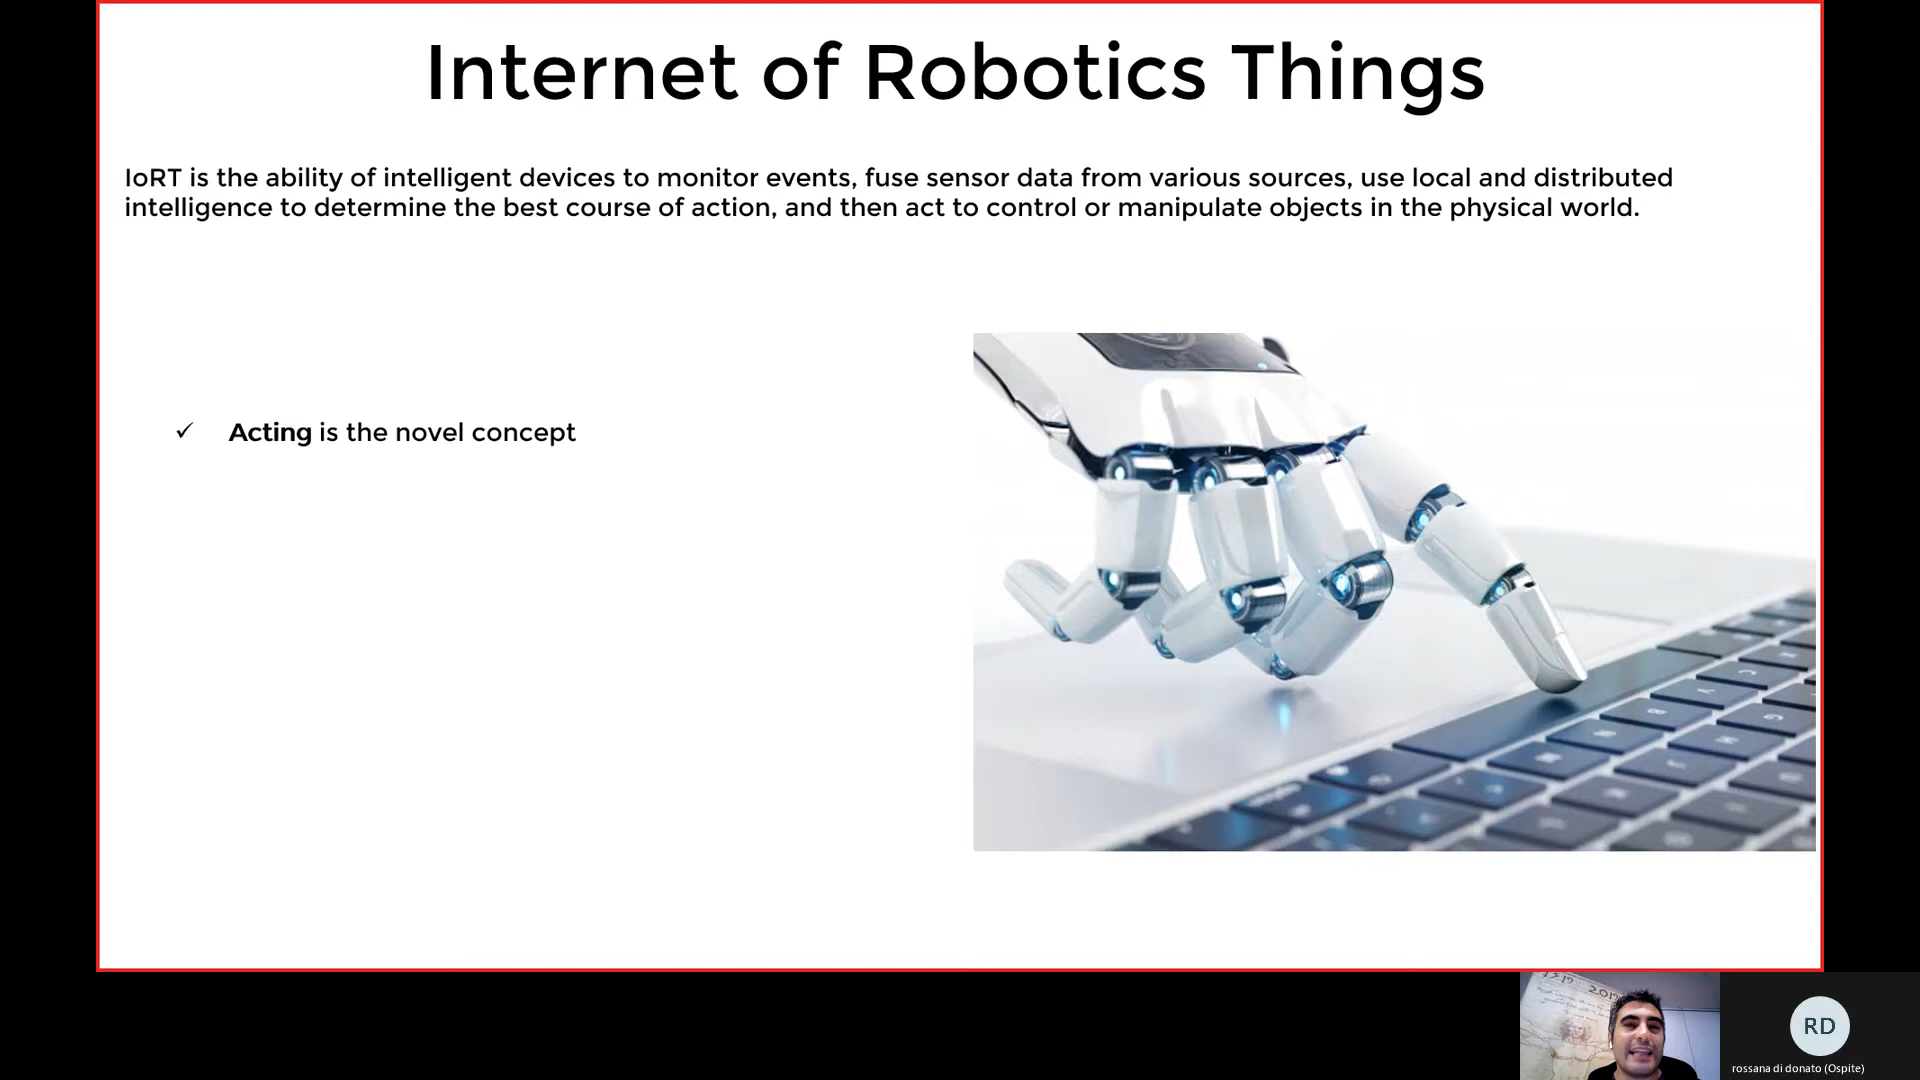 Internet of Robotics Things
IoRT is the ability of intelligent devices to monitor events, fuse sensor data from various sources, use local and distributed
intelligence to determine the best course of action, and then act to control or manipulate objects in the physical world.
✓ Acting is the novel concept
RD
rossana di donato (Ospite)